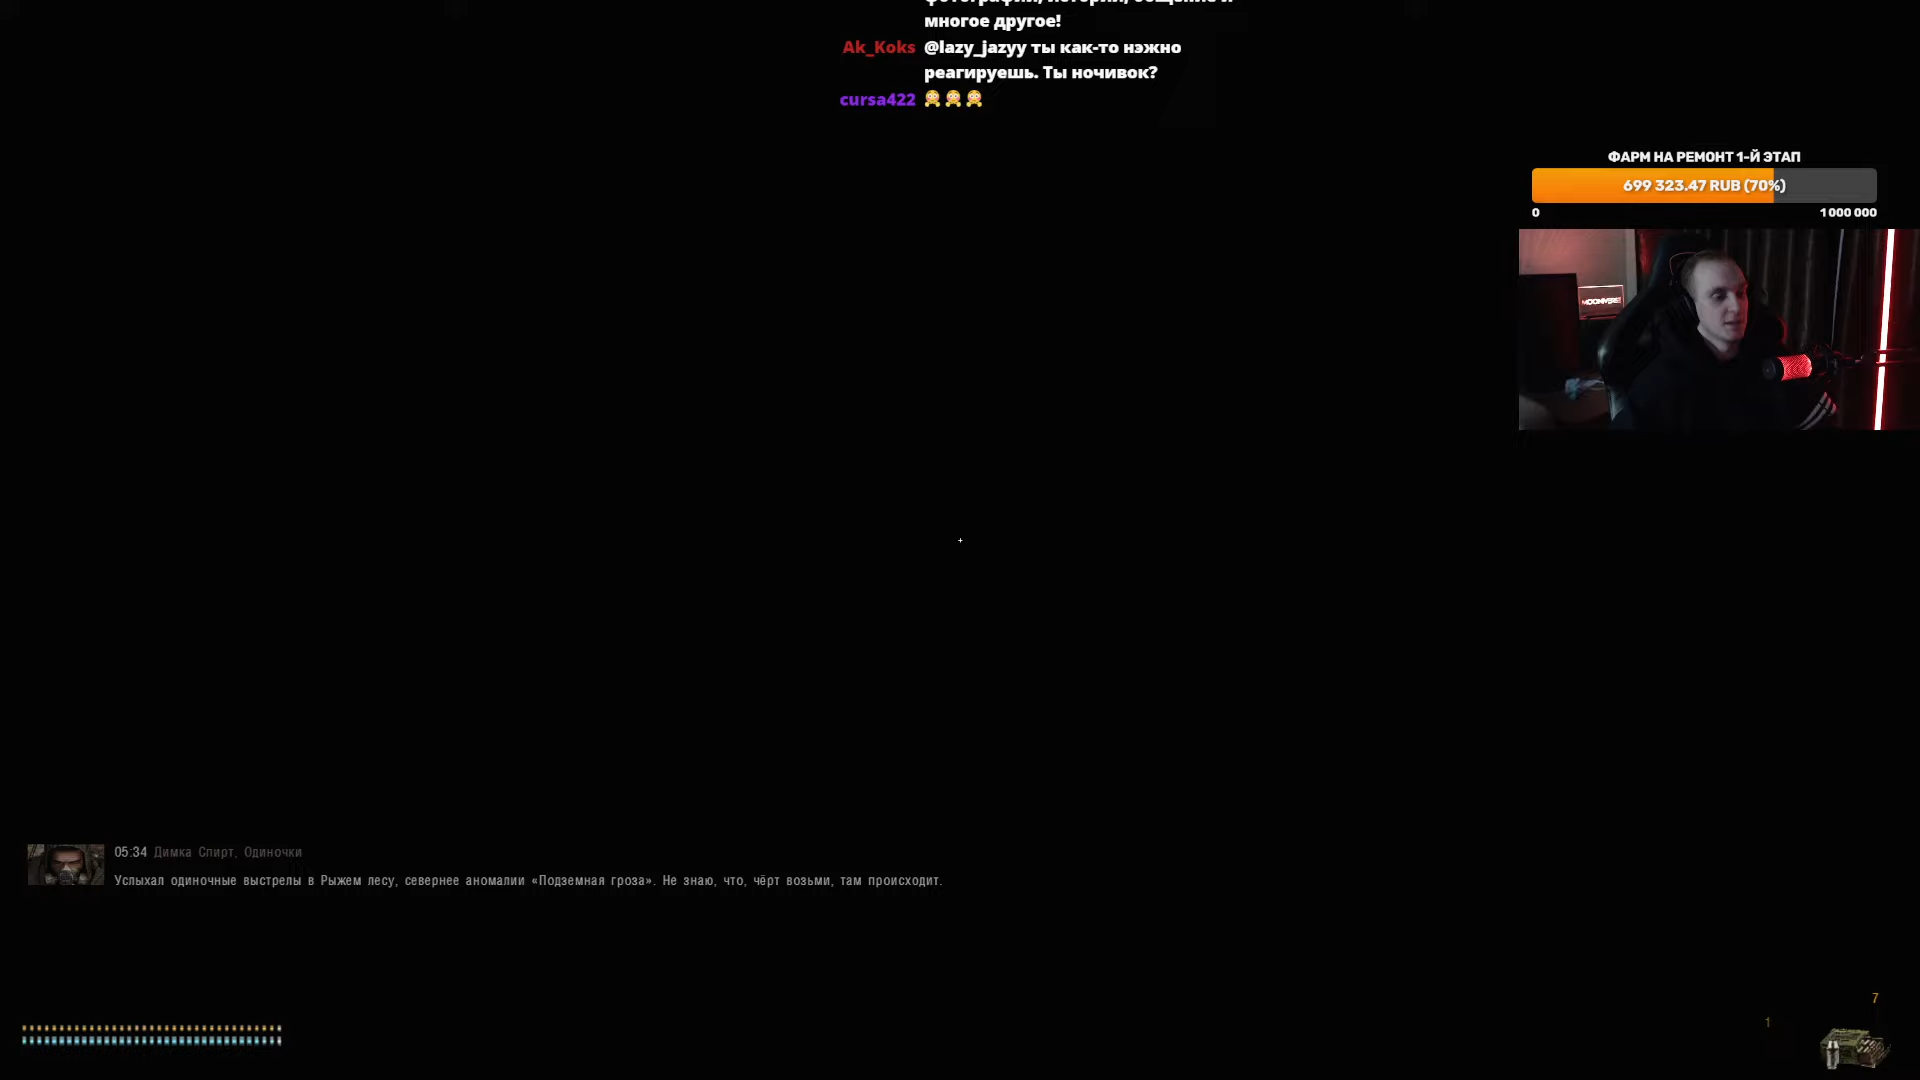 многое другое!
Ak_Koks @lazy_jazyy ты как-то нэжно
реагируешь. Ты ночивок?
cursa422
ФАРМ НА РЕМОНТ 1-Й ЭТАП
699 323.47 RUB (70%)
0 1 000 000
05:34 Димка Спирт, Одиночки
Услыхал одиночные выстрелы в Рыжем лесу, севернее аномалии «Подземная гроза». Не знаю, что, чёрт возьми, там происходит.
7
1